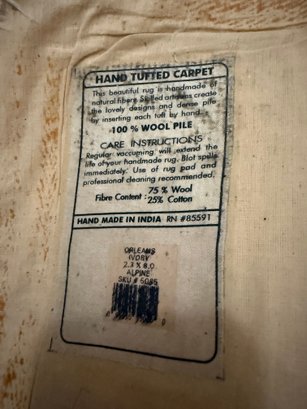 HAND TUFTED CARPET
This beautiful rug is handmade of
natural fibers. Skilled artisans create
the lovely designs and dense pile
by inserting each tuft by hand
100 % WOOL PILE
CARE INSTRUCTIONS
Regular vaccuming will extend the
life of your handmade rug. Blot spills
immediately. Use of rug pad and
professional cleaning recommended.
75 % Wool
Fibre Content : 25% Cotton
HAND MADE IN INDIA RN #85591
ORLEANS
IVORY
ALPINE
SKU #